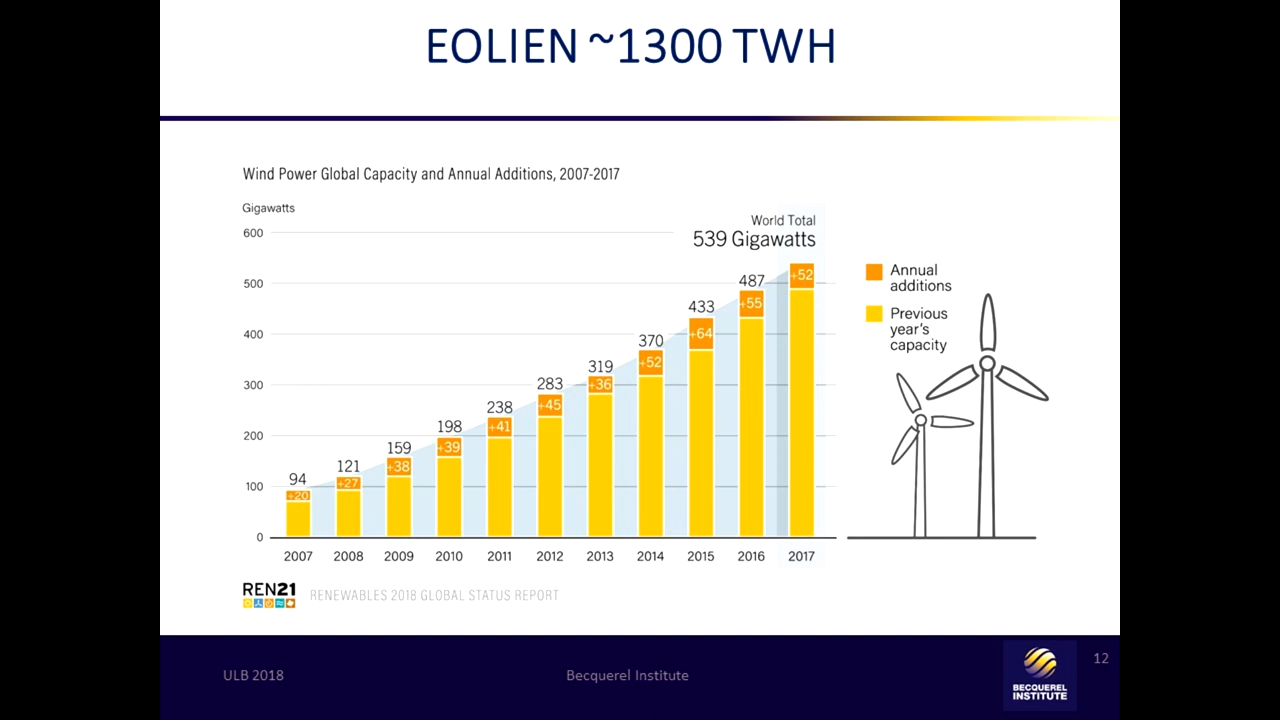 EOLIEN ~1300 TWH
Wind Power Global Capacity and Annual Additions, 2007-2017
Gigawatts
World Total
539 Gigawatts
600
500
400
300
200
100
0
94
121
159
198
238
283
319
370
433
487
+20
+27
+38
+39
+41
+45
+36
+52
+64
+55
+52
2007
2008
2009
2010
2011
2012
2013
2014
2015
2016
2017
Annual
additions
Previous
year's
capacity
REN21
RENEWABLES 2018 GLOBAL STATUS REPORT
ULB 2018
Becquerel Institute
BECQUEREL
INSTITUTE
12